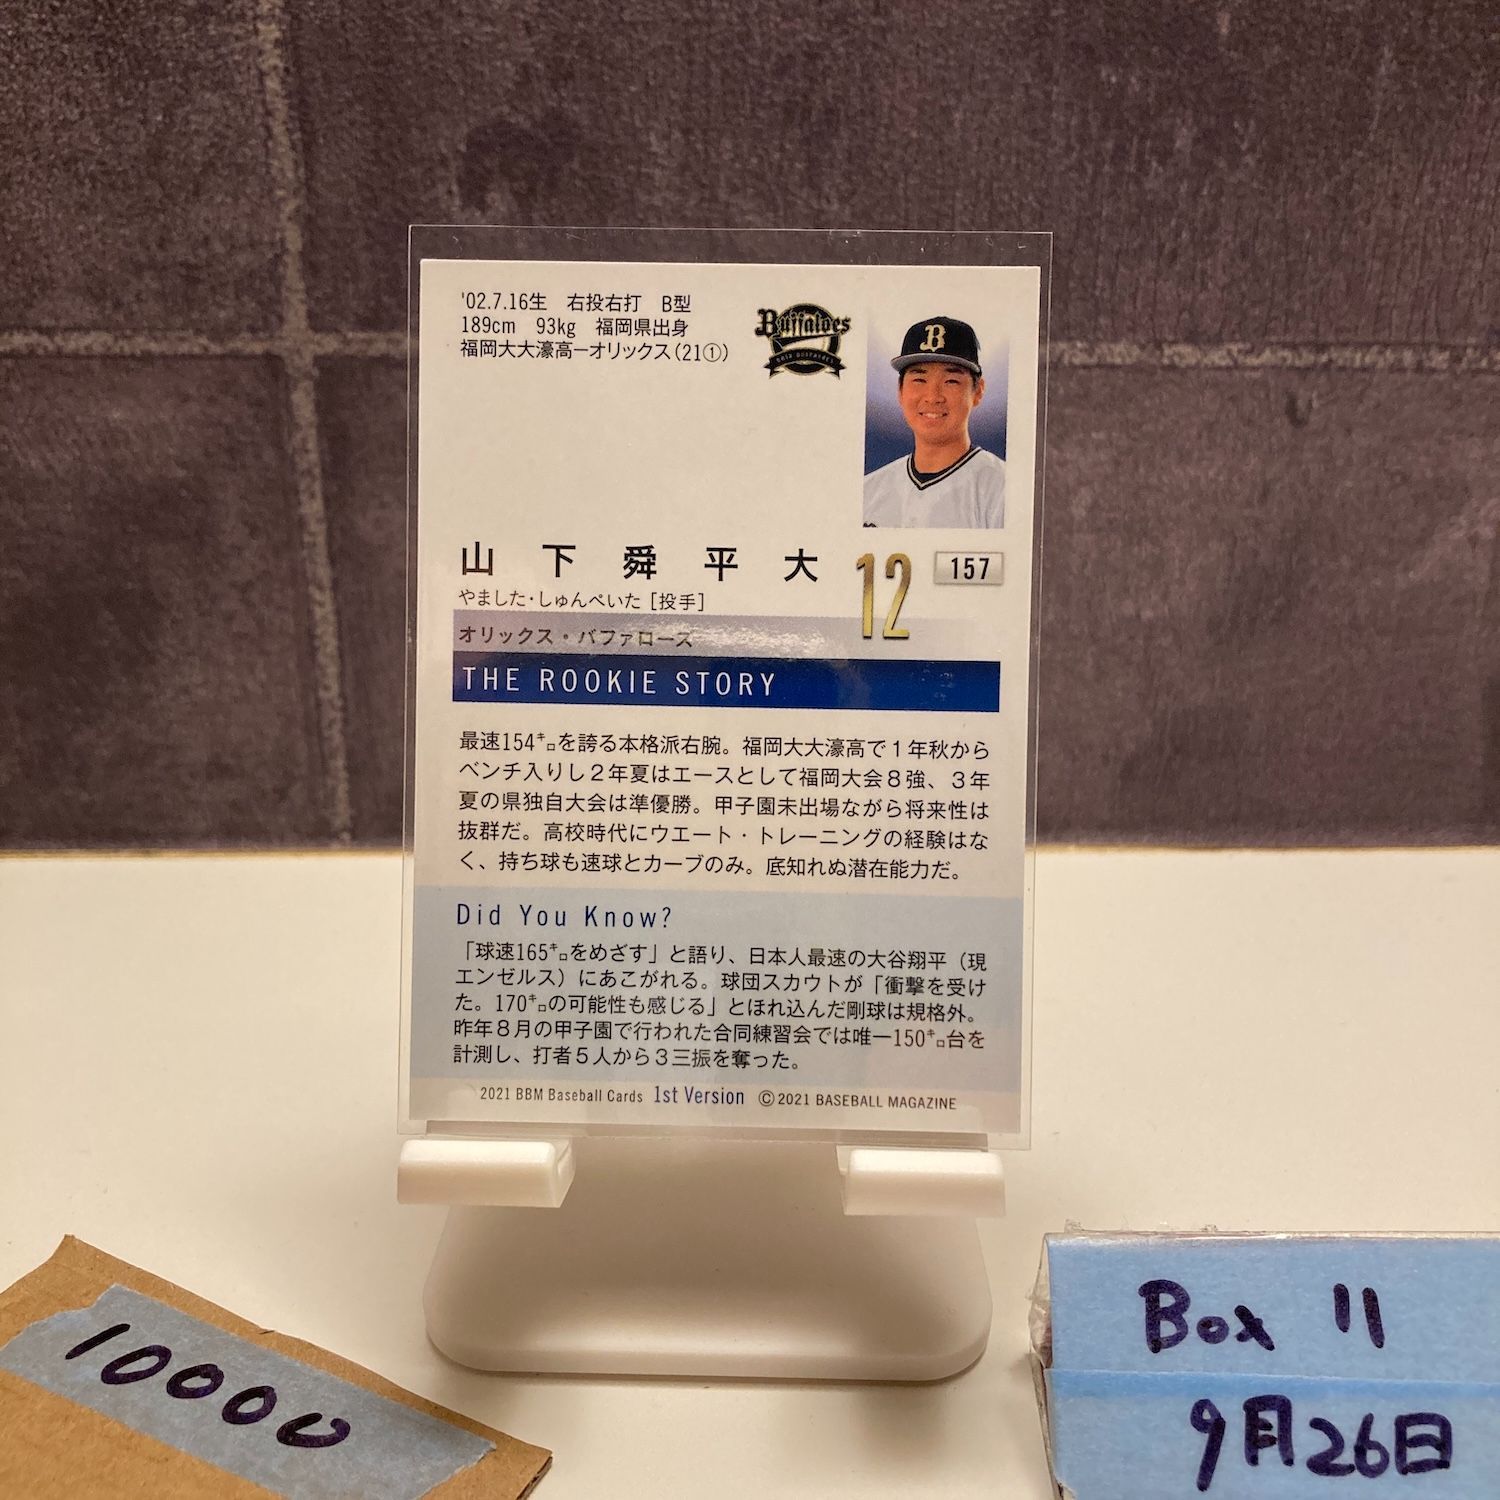 '02.7.16生 右投右打 B型
189cm 93kg 福岡県出身
福岡大大濠高ーオリックス(21①)
Buffaloes
B
山下舜平大
12
157
やました・しゅんぺいた [投手]
オリックス・バファローズ
THE ROOKIE STORY
最速154㌔を誇る本格派右腕。福岡大大濠高で1年秋から
ベンチ入りし2年夏はエースとして福岡大会8強、3年
夏の県独自大会は準優勝。甲子園未出場ながら将来性は
抜群だ。高校時代にウエート・トレーニングの経験はな
く、持ち球も速球とカーブのみ。底知れぬ潜在能力だ。
Did You Know?
「球速165㌔をめざす」と語り、日本人最速の大谷翔平(現
エンゼルス)にあこがれる。球団スカウトが「衝撃を受け
た。170㌔の可能性も感じる」とほれ込んだ剛球は規格外。
昨年8月の甲子園で行われた合同練習会では唯一150㌔台を
計測し、打者5人から3三振を奪った。
2021 BBM Baseball Cards 1st Version ©2021 BASEBALL MAGAZINE
10000
Box 11
9月26日